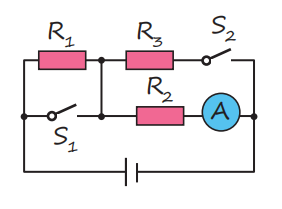 R₁ R₃ S₂
R₂ A
S₁